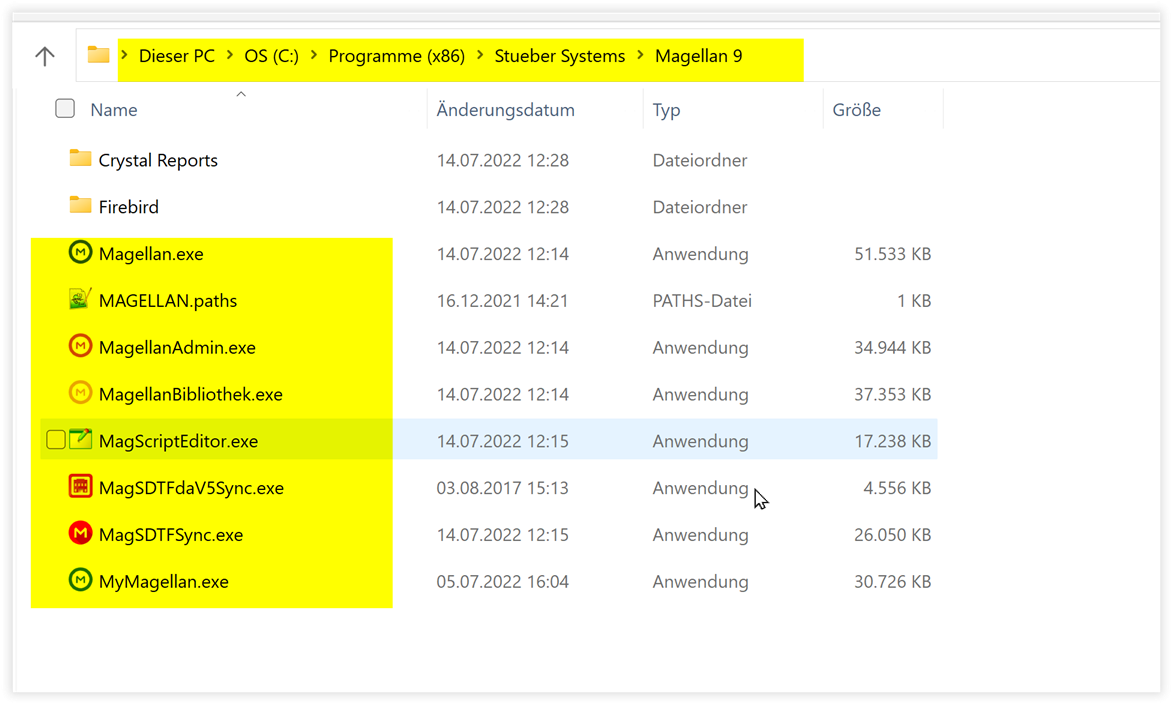 Dieser PC > OS (C:) > Programme (x86) > Stueber Systems > Magellan 9
Name Änderungsdatum Typ Größe
Crystal Reports 14.07.2022 12:28 Dateiordner
Firebird 14.07.2022 12:28 Dateiordner
Magellan.exe 14.07.2022 12:14 Anwendung 51.533 KB
MAGELLAN.paths 16.12.2021 14:21 PATHS-Datei 1 KB
MagellanAdmin.exe 14.07.2022 12:14 Anwendung 34.944 KB
MagellanBibliothek.exe 14.07.2022 12:14 Anwendung 37.353 KB
MagScriptEditor.exe 14.07.2022 12:15 Anwendung 17.238 KB
MagSDTFdaV5Sync.exe 03.08.2017 15:13 Anwendung 4.556 KB
MagSDTFSync.exe 14.07.2022 12:15 Anwendung 26.050 KB
MyMagellan.exe 05.07.2022 16:04 Anwendung 30.726 KB